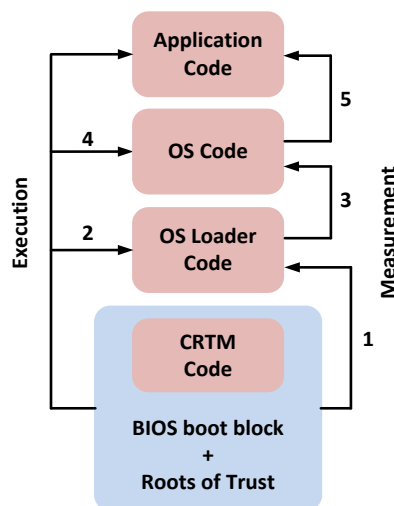 Application
Code
5
4
OS Code
Execution
3
Measurement
2
OS Loader
Code
CRTM
Code
1
BIOS boot block
+
Roots of Trust